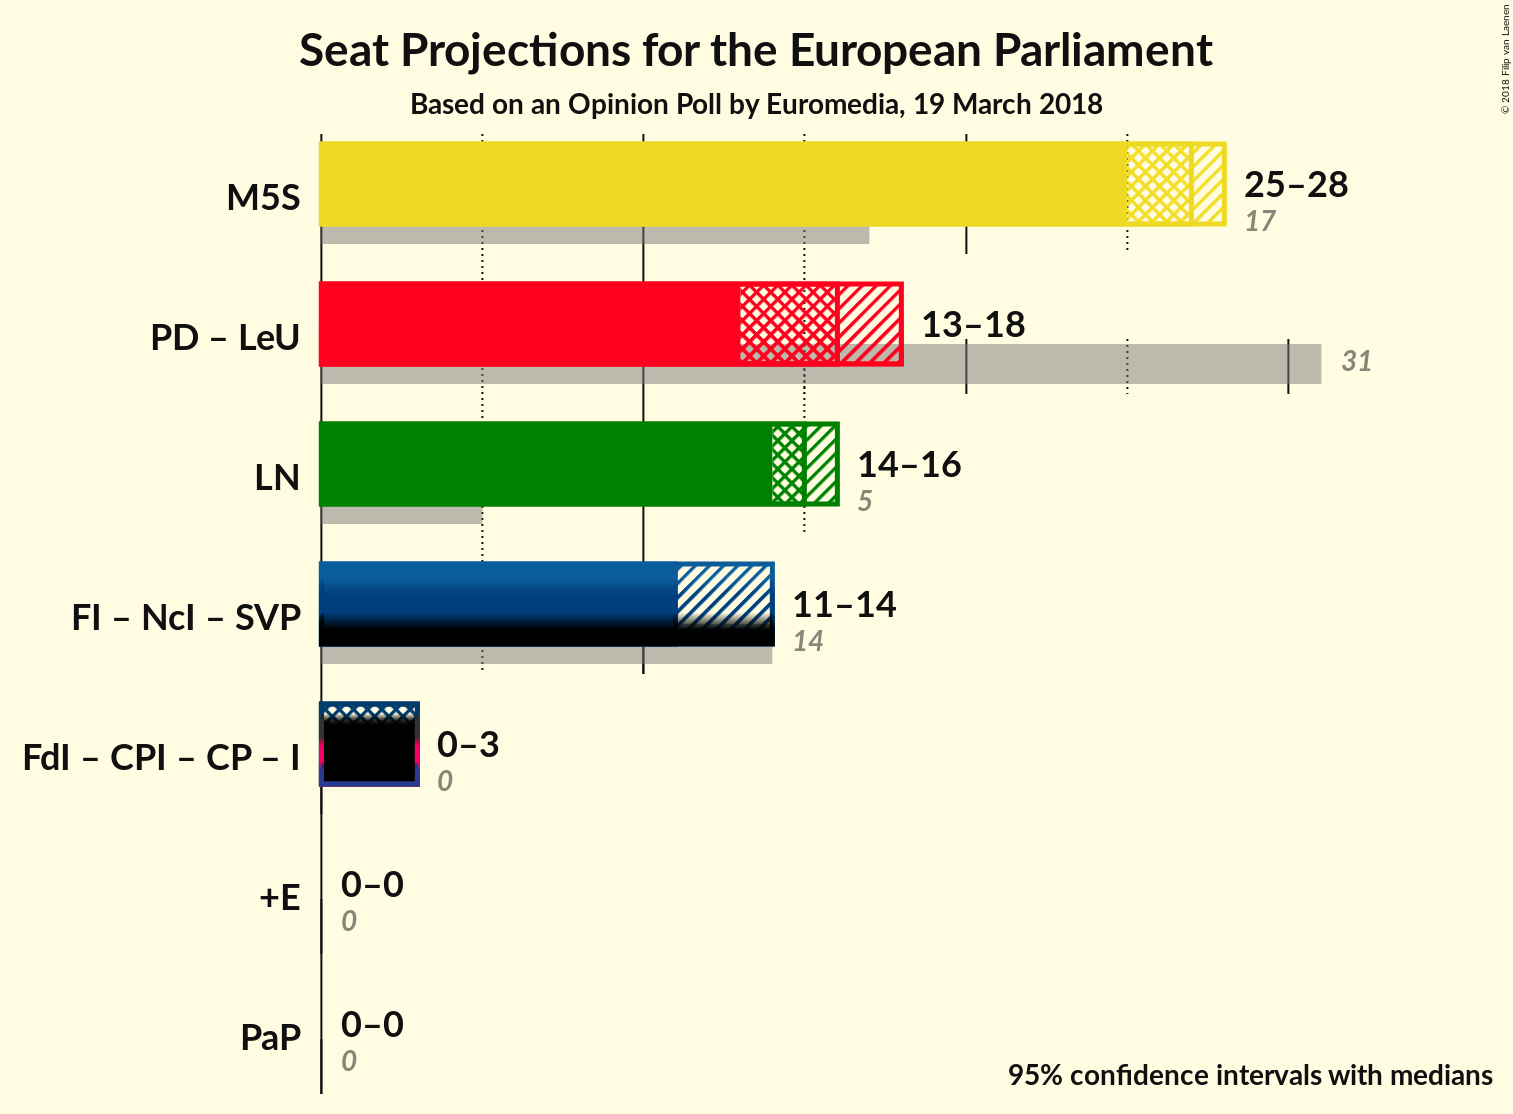 Seat Projections for the European Parliament
Based on an Opinion Poll by Euromedia, 19 March 2018
© 2018 Filip van Laenen
M5S
25–28
17
PD – LeU
13–18
31
LN
14–16
5
FI – NcI – SVP
11–14
14
FdI – CPI – CP – I
0–3
0
+E
0–0
0
PaP
0–0
0
95% confidence intervals with medians